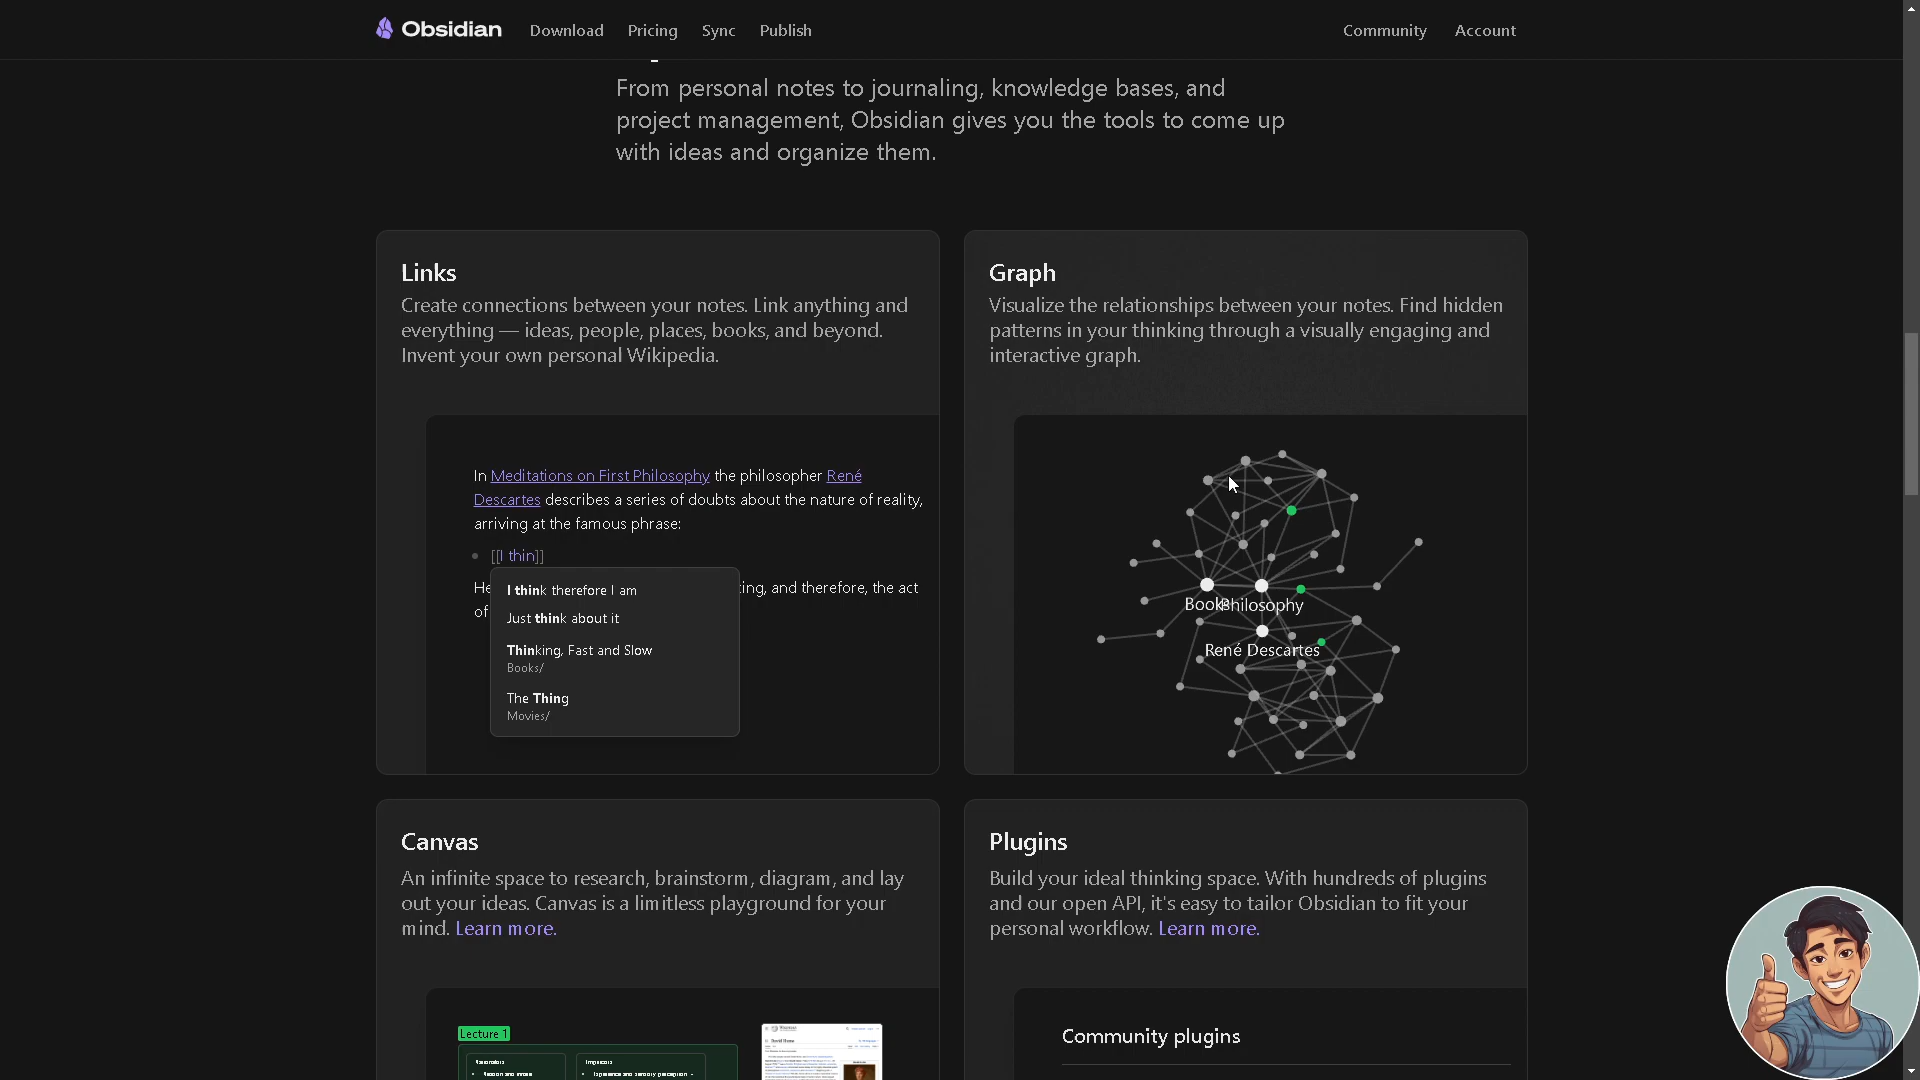 Obsidian Download Pricing Sync Publish Community Account
From personal notes to journaling, knowledge bases, and
project management, Obsidian gives you the tools to come up
with ideas and organize them.
Links
Create connections between your notes. Link anything and
everything — ideas, people, places, books, and beyond.
Invent your own personal Wikipedia.
In Meditations on First Philosophy the philosopher René
Descartes describes a series of doubts about the nature of reality,
arriving at the famous phrase:
[[I thin]]
He
ing, and therefore, the act
of
I think therefore I am
Just think about it
Thinking, Fast and Slow
Books/
The Thing
Movies/
Graph
Visualize the relationships between your notes. Find hidden
patterns in your thinking through a visually engaging and
interactive graph.
Books
Philosophy
René Descartes
Canvas
An infinite space to research, brainstorm, diagram, and lay
out your ideas. Canvas is a limitless playground for your
mind. Learn more.
Lecture 1
Plugins
Build your ideal thinking space. With hundreds of plugins
and our open API, it's easy to tailor Obsidian to fit your
personal workflow. Learn more.
Community plugins